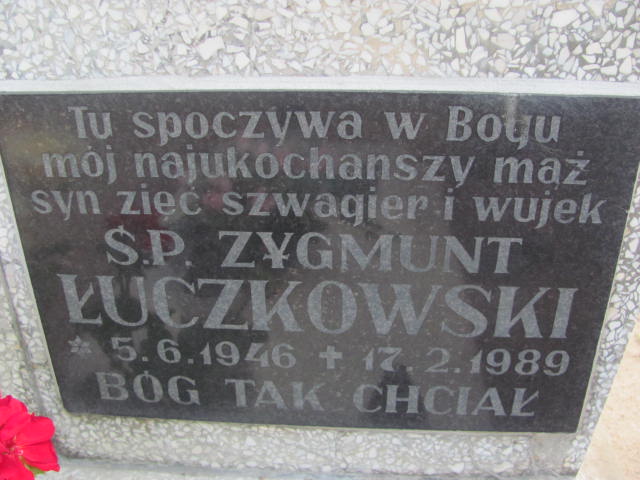 Tu spoczywa w Bogu
mój najukochańszy mąż
syn zięć szwagier i wujek
Ś.P. ZYGMUNT
ŁUCZKOWSKI
* 5.6.1946 + 17.2.1989
BÓG TAK CHCIAŁ